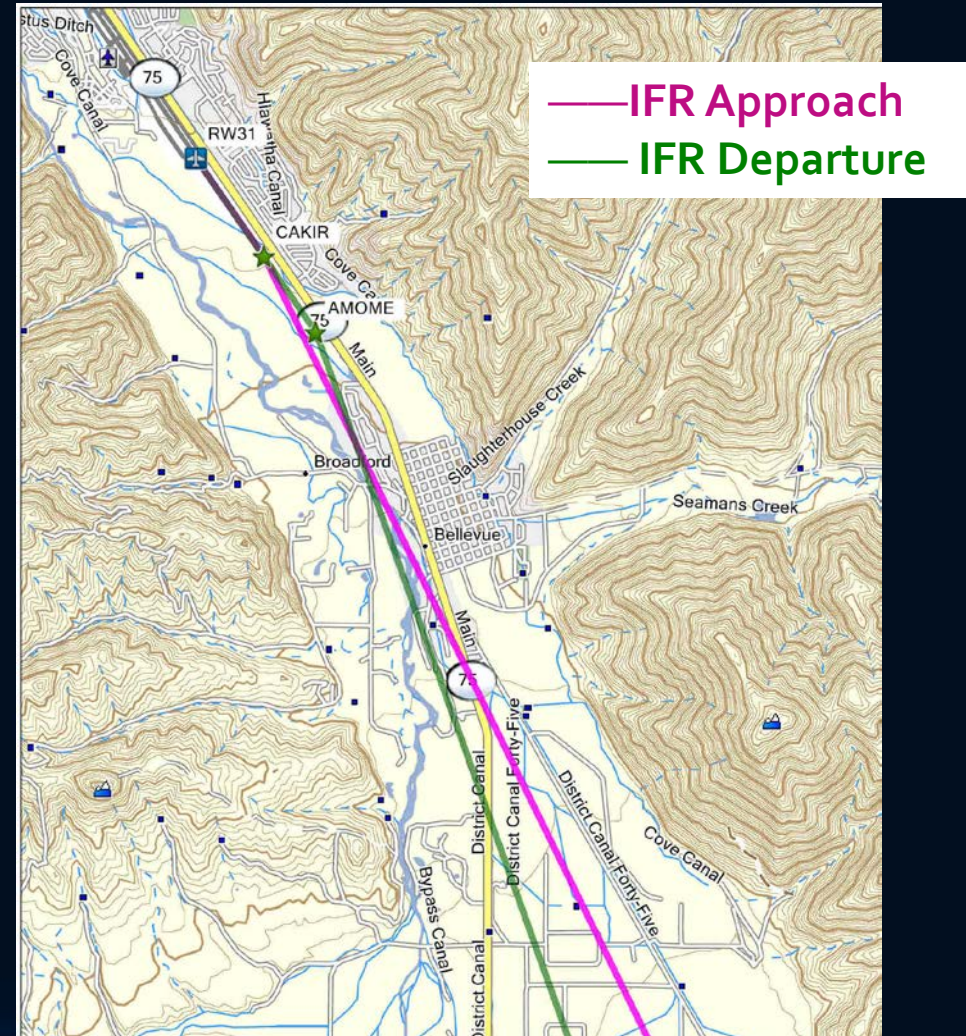 stus Ditch
Cove Canal
75
Hiawatha Canal
RW31
——IFR Approach
—— IFR Departure
CAKIR
Cove Ca
AMOME
75
Main
Slaughterhouse Creek
Broadford
Seamans Creek
Bellevue
Main
75
District Canal
District Canal Forty-Five
District Canal Forty-Five
Cove Canal
Bypass Canal
District Canal